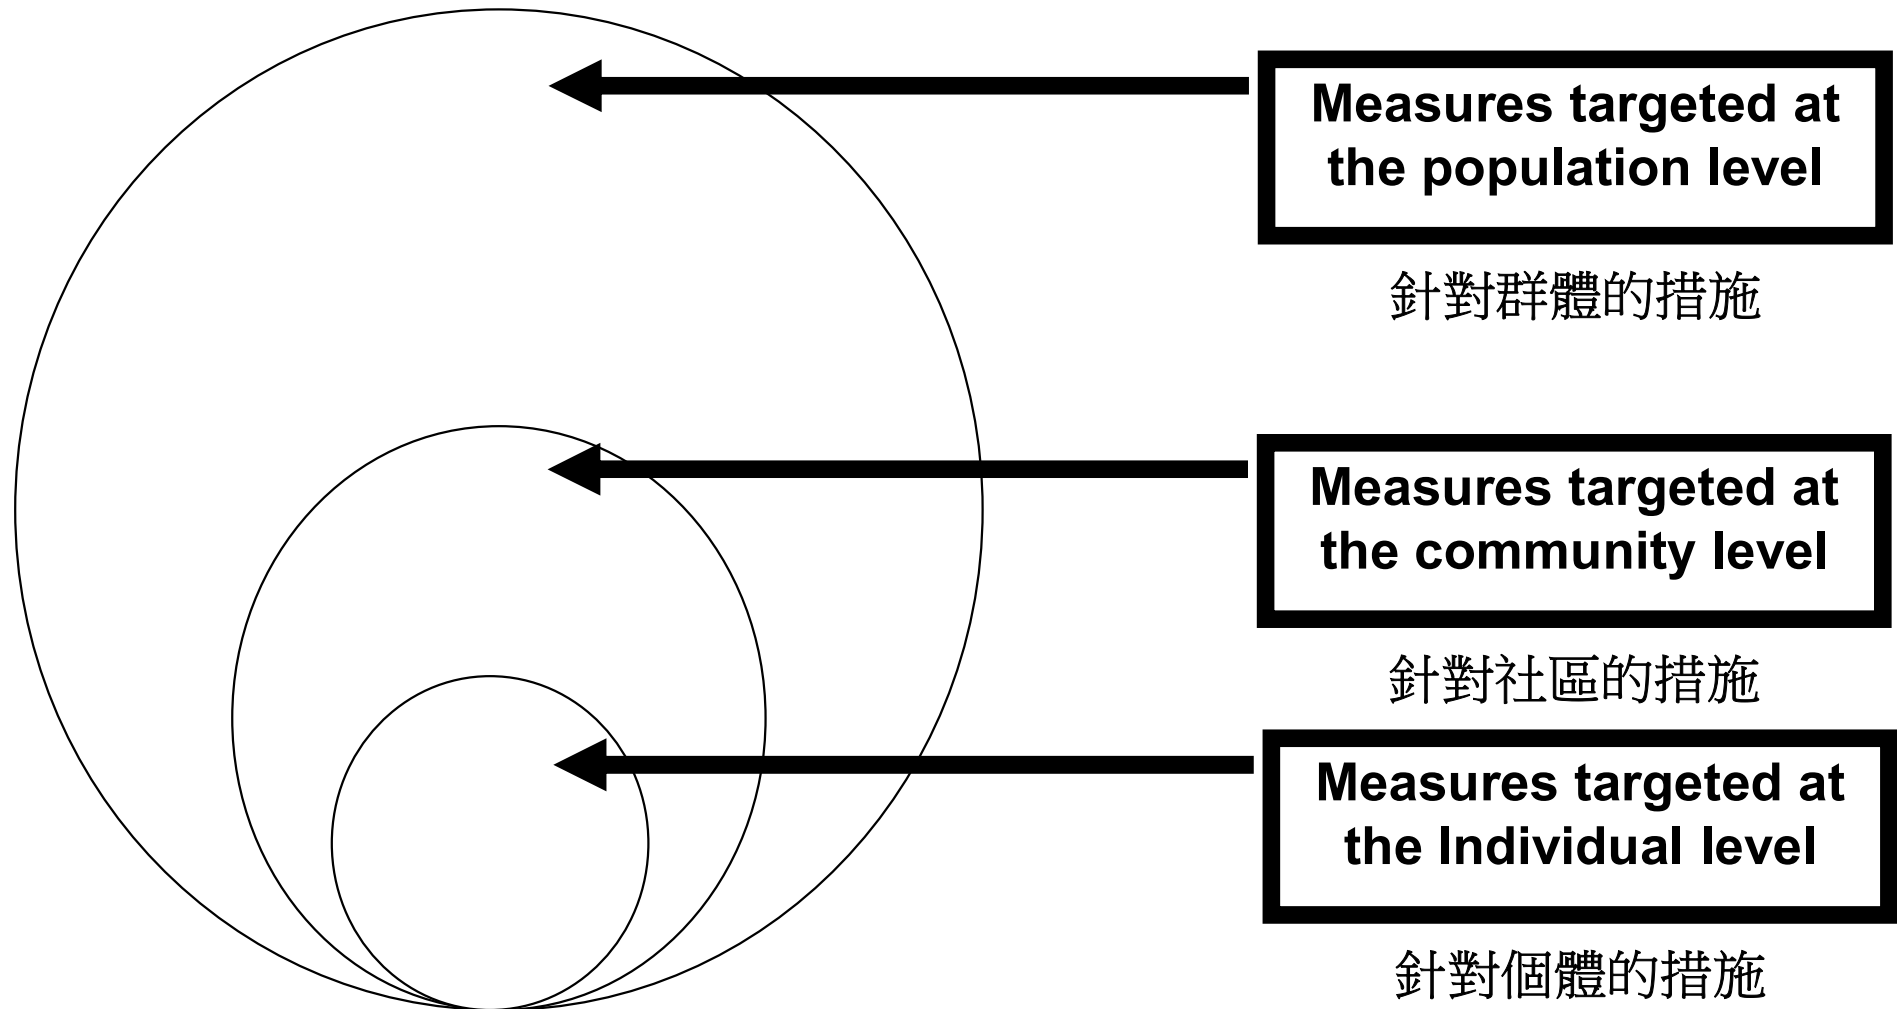 Measures targeted at
the population level
針對群體的措施
Measures targeted at
the community level
針對社區的措施
Measures targeted at
the Individual level
針對個體的措施